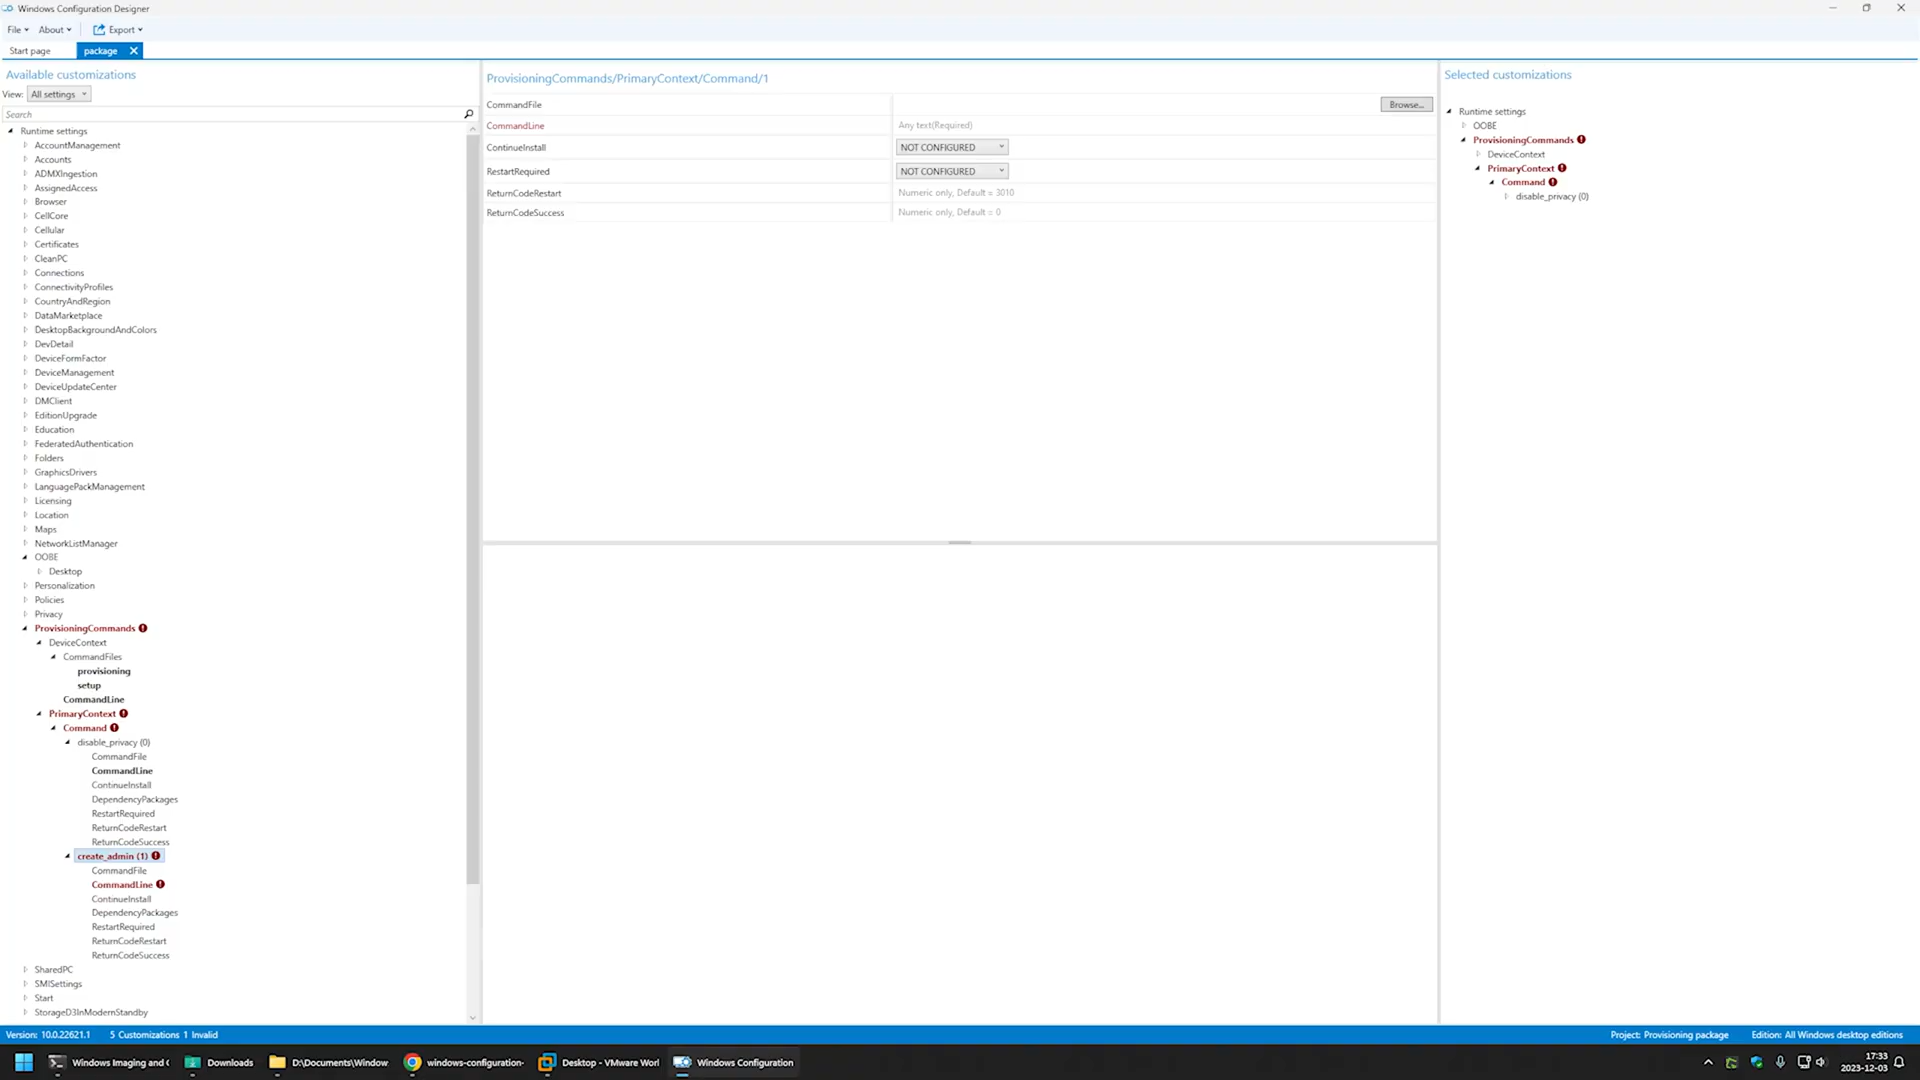 Windows Configuration Designer
File
About
Export
Start page
package
Available customizations
View: All settings
Search
Runtime settings
AccountManagement
Accounts
ADMXIngestion
AssignedAccess
Browser
CellCore
Cellular
Certificates
CleanPC
Connections
ConnectivityProfiles
CountryAndRegion
DataMarketplace
DesktopBackgroundAndColors
DevDetail
DeviceFormFactor
DeviceManagement
DeviceUpdateCenter
DMClient
EditionUpgrade
Education
FederatedAuthentication
Folders
GraphicsDrivers
LanguagePackManagement
Licensing
Location
Maps
NetworkListManager
OOBE
Desktop
Personalization
Policies
Privacy
ProvisioningCommands
DeviceContext
CommandFiles
provisioning
setup
CommandLine
PrimaryContext
Command
disable_privacy (0)
CommandFile
CommandLine
ContinueInstall
DependencyPackages
RestartRequired
ReturnCodeRestart
ReturnCodeSuccess
create_admin (1)
CommandFile
CommandLine
ContinueInstall
DependencyPackages
RestartRequired
ReturnCodeRestart
ReturnCodeSuccess
SharedPC
SMISettings
Start
StorageD3InModernStandby
ProvisioningCommands/PrimaryContext/Command/1
CommandFile
Browse...
CommandLine
Any text(Required)
ContinueInstall
NOT CONFIGURED
RestartRequired
NOT CONFIGURED
ReturnCodeRestart
Numeric only, Default = 3010
ReturnCodeSuccess
Numeric only, Default = 0
Selected customizations
Runtime settings
OOBE
ProvisioningCommands
DeviceContext
PrimaryContext
Command
disable_privacy (0)
Version: 10.0.22621.1
5 Customizations 1 Invalid
Project: Provisioning package
Edition: All Windows desktop editions
Windows Imaging and C
Downloads
D:\Documents\Window
windows-configuration-
Desktop - VMware Worl
Windows Configuration
17:33
2023-12-03